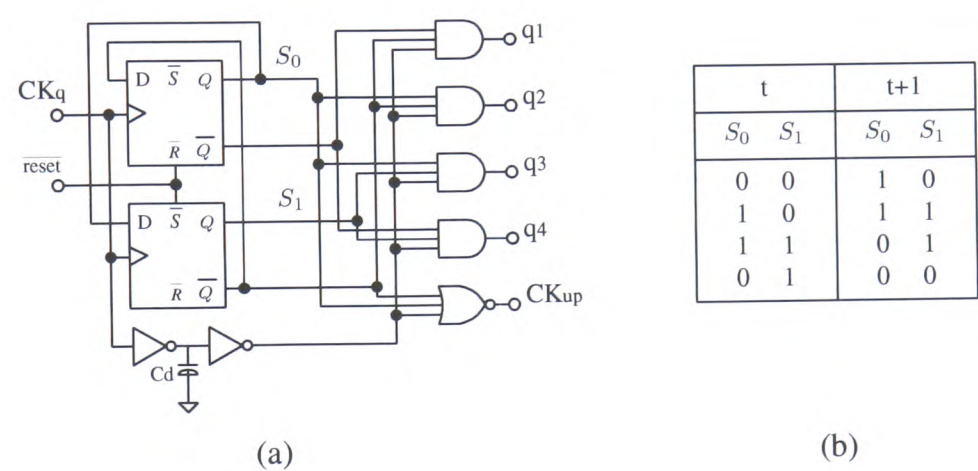 q1
S0
D S̅ Q
CKq
q2
R̅ Q̅
reset
q3
S1
D S̅ Q
q4
R̅ Q̅
CKup
Cd
(a)
t t+1
S0 S1 S0 S1
0 0 1 0
1 0 1 1
1 1 0 1
0 1 0 0
(b)